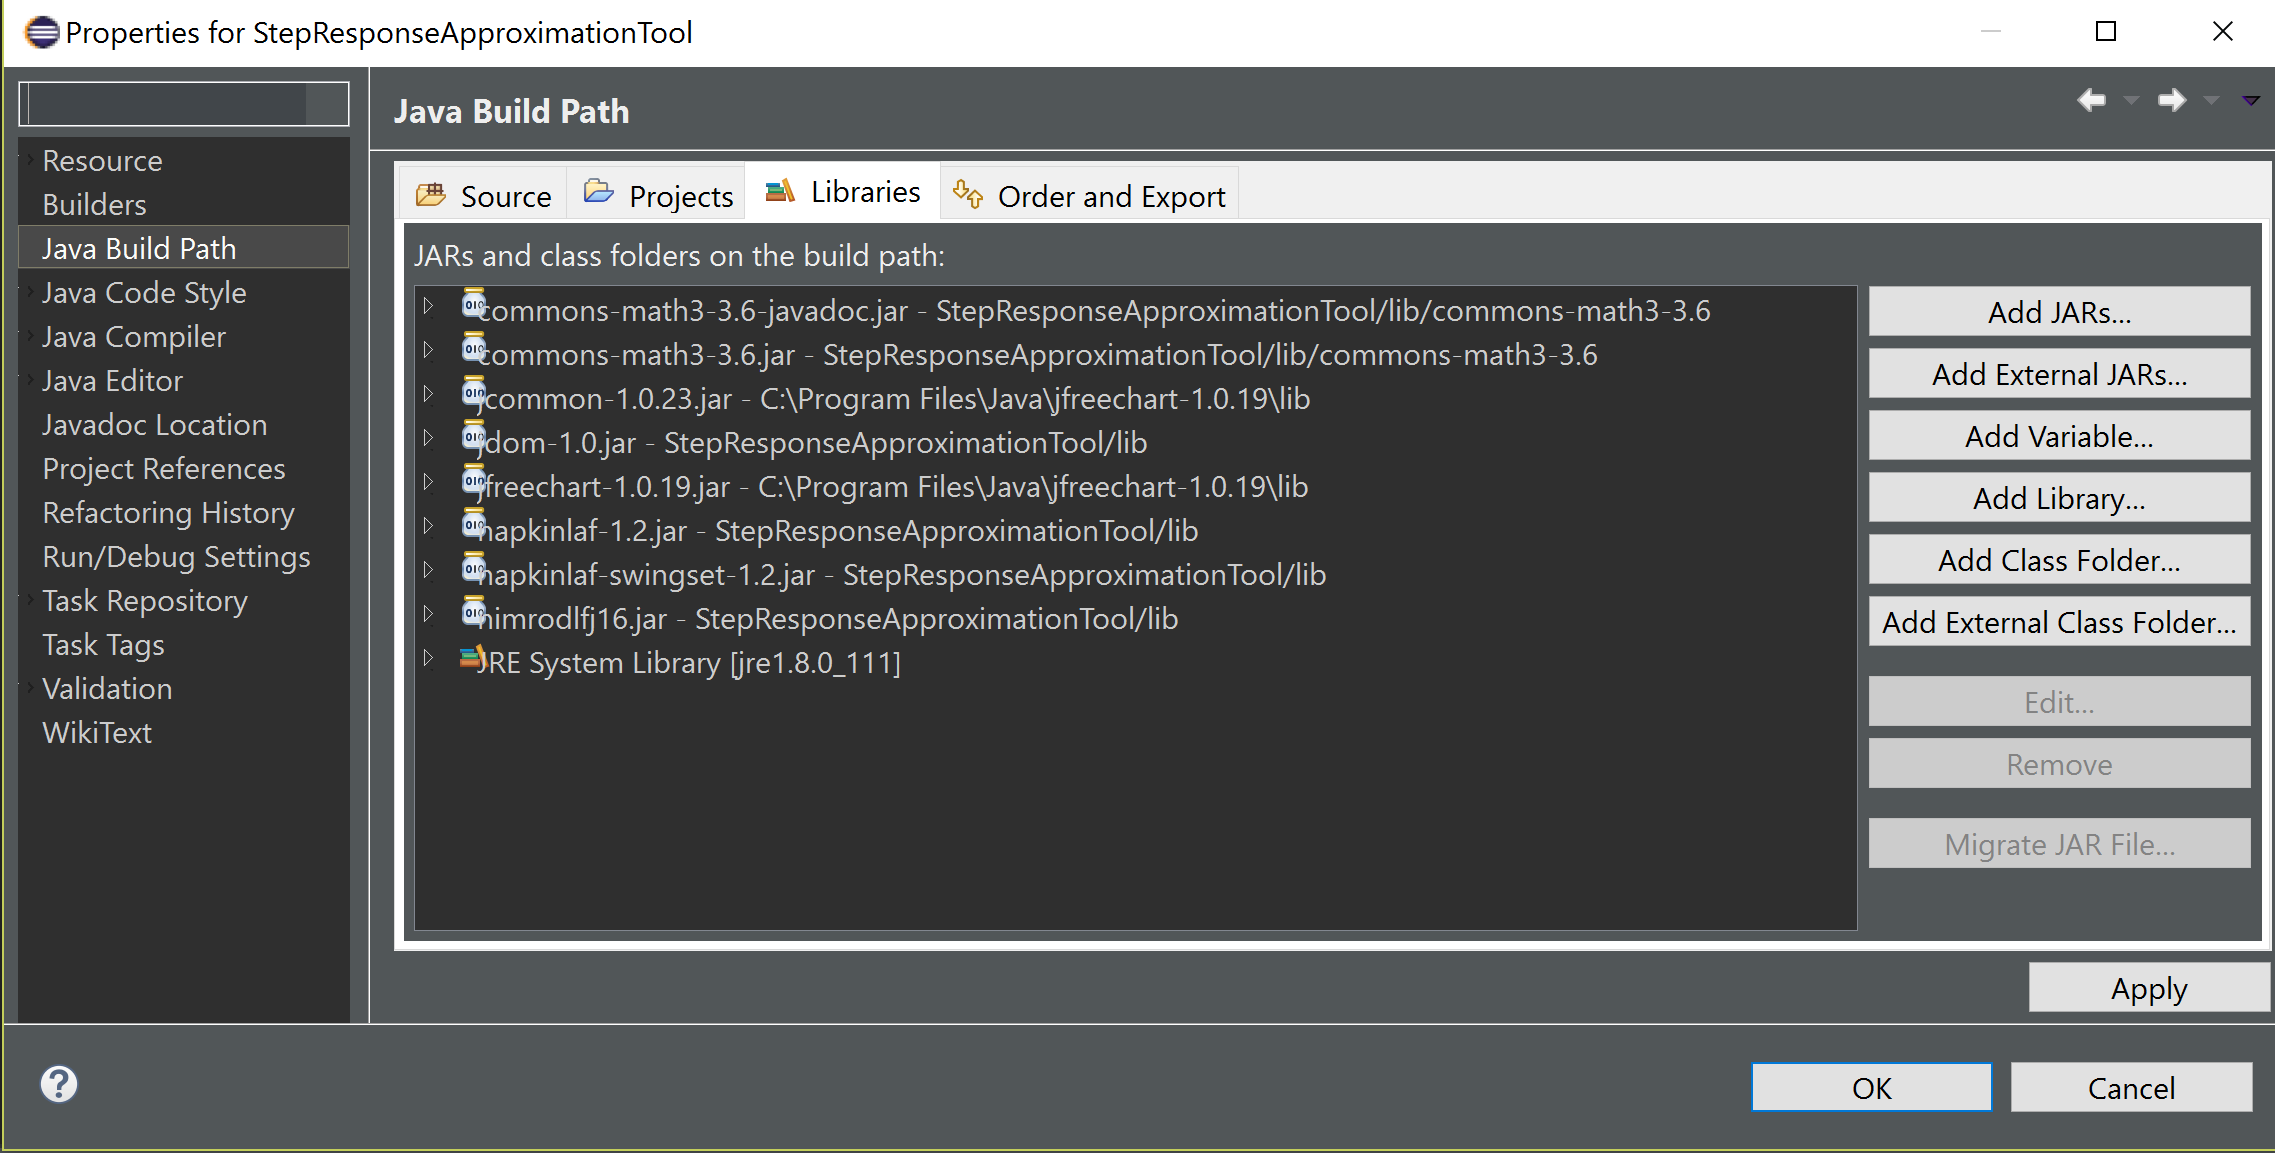 Properties for StepResponseApproximationTool
Resource
Builders
Java Build Path
Java Code Style
Java Compiler
Java Editor
Javadoc Location
Project References
Refactoring History
Run/Debug Settings
Task Repository
Task Tags
Validation
WikiText
Java Build Path
Source
Projects
Libraries
Order and Export
JARs and class folders on the build path:
commons-math3-3.6-javadoc.jar - StepResponseApproximationTool/lib/commons-math3-3.6
commons-math3-3.6.jar - StepResponseApproximationTool/lib/commons-math3-3.6
jcommon-1.0.23.jar - C:\Program Files\Java\jfreechart-1.0.19\lib
jdom-1.0.jar - StepResponseApproximationTool/lib
jfreechart-1.0.19.jar - C:\Program Files\Java\jfreechart-1.0.19\lib
napkinlaf-1.2.jar - StepResponseApproximationTool/lib
napkinlaf-swingset-1.2.jar - StepResponseApproximationTool/lib
nimrodlfj16.jar - StepResponseApproximationTool/lib
JRE System Library [jre1.8.0_111]
Add JARs...
Add External JARs...
Add Variable...
Add Library...
Add Class Folder...
Add External Class Folder...
Edit...
Remove
Migrate JAR File...
Apply
OK
Cancel